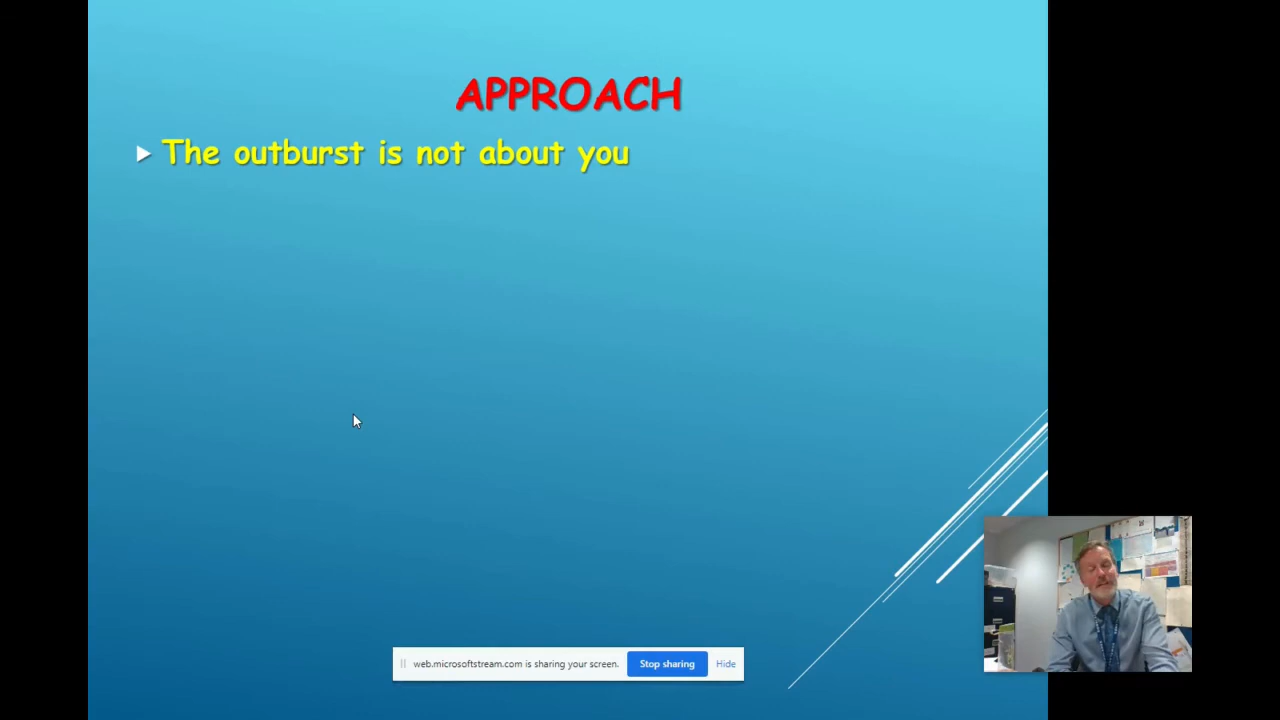 APPROACH
The outburst is not about you
web.microsoftstream.com is sharing your screen. Stop sharing Hide